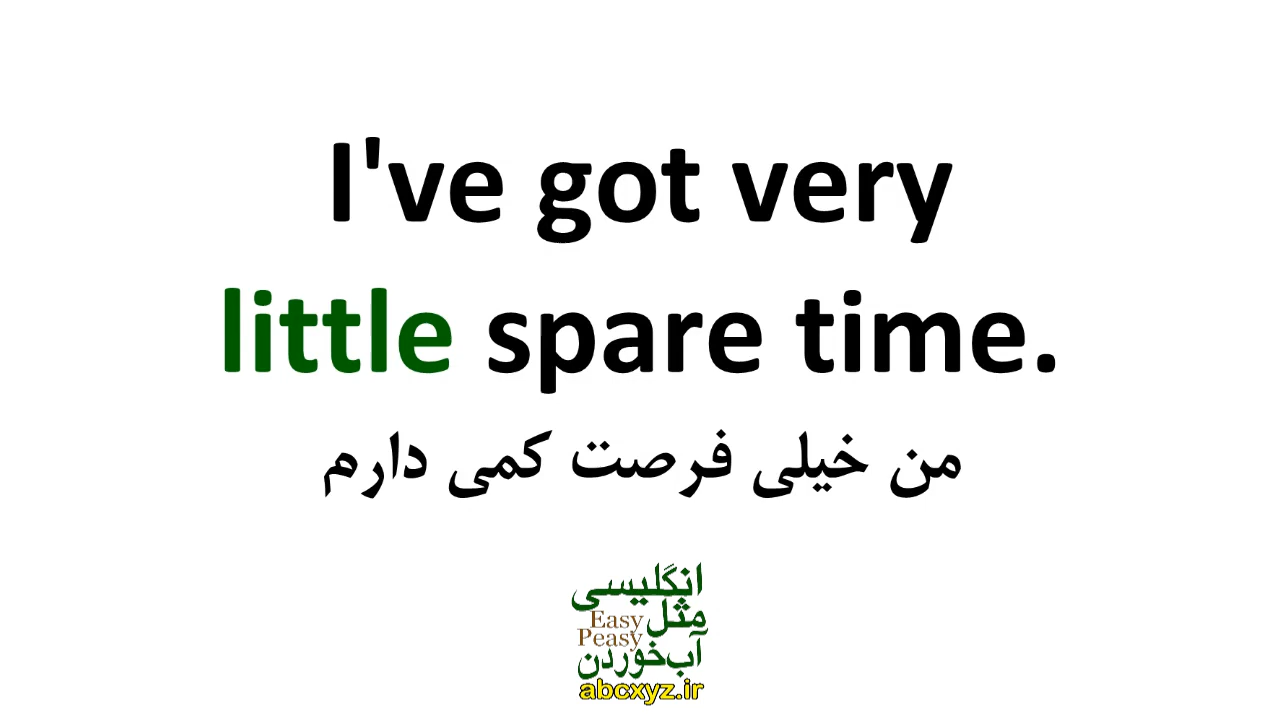 I've got very
little spare time.
من خیلی فرصت کمی دارم
انگلیسی
مثل
Easy
Peasy
آب‌خوردن
abcxyz.ir